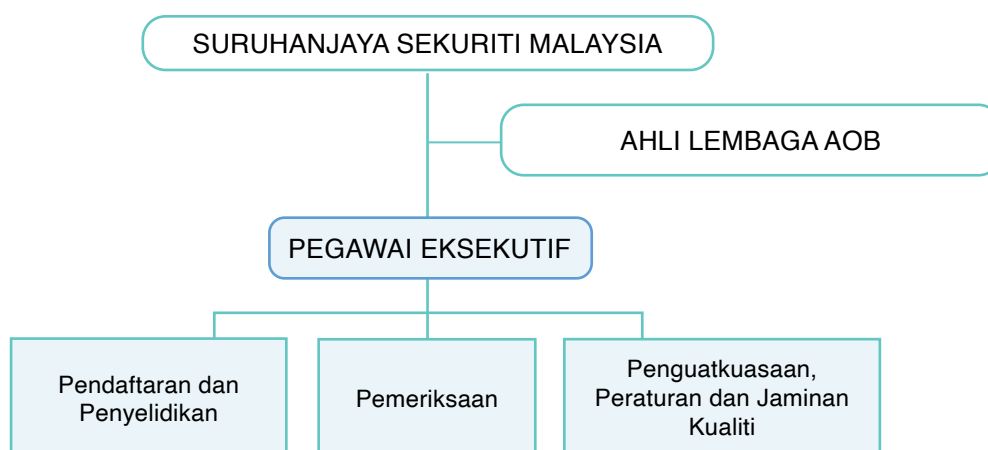 SURUHANJAYA SEKURITI MALAYSIA
AHLI LEMBAGA AOB
PEGAWAI EKSEKUTIF
Pendaftaran dan
Penyelidikan
Pemeriksaan
Penguatkuasaan,
Peraturan dan Jaminan
Kualiti